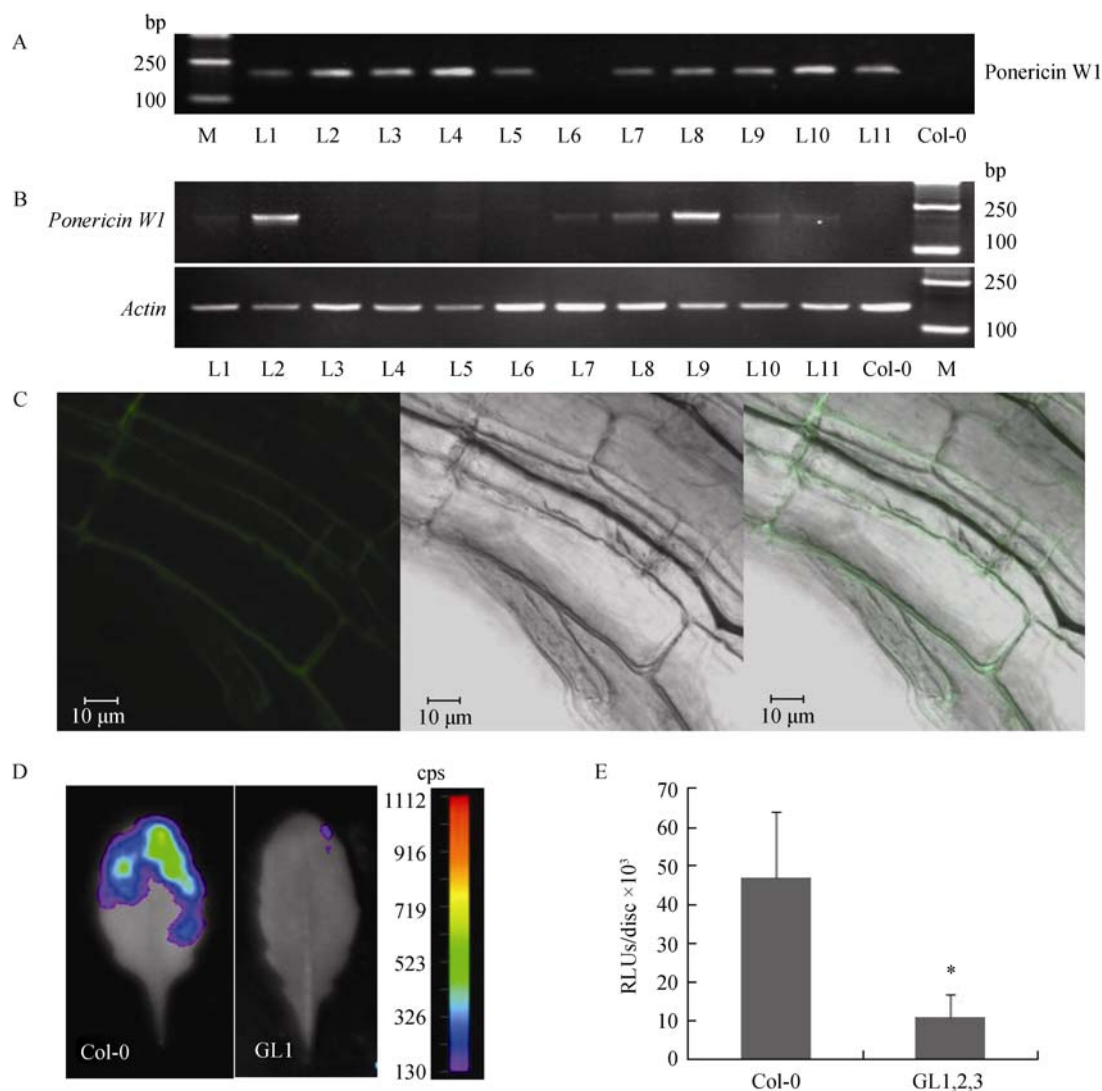 A
bp
250
100
Ponericin W1
M L1 L2 L3 L4 L5 L6 L7 L8 L9 L10 L11 Col-0
B
bp
Ponericin W1
250
100
Actin
250
100
L1 L2 L3 L4 L5 L6 L7 L8 L9 L10 L11 Col-0 M
C
10 μm 10 μm 10 μm
D
cps
1112
916
719
523
326
130
Col-0 GL1
E
RLUs/disc ×10³
70
60
50
40
30
20
10
0
*
Col-0 GL1,2,3